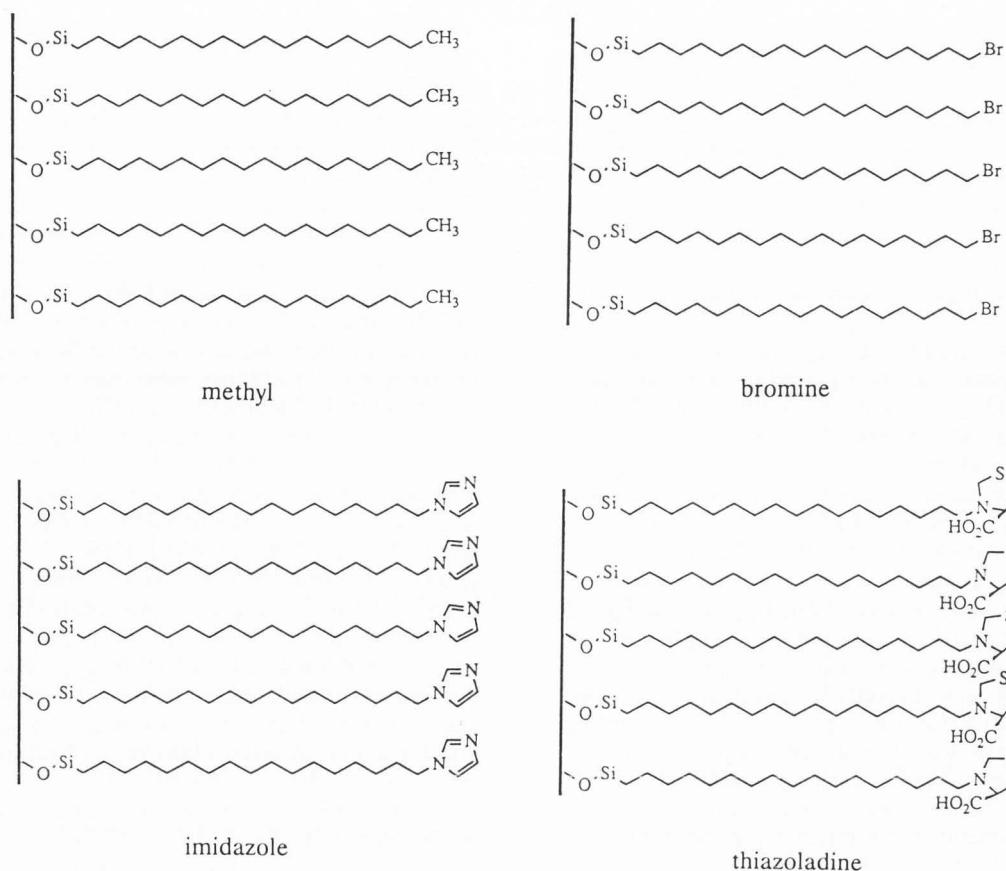 O Si CH₃
O Si CH₃
O Si CH₃
O Si CH₃
O Si CH₃
methyl
O Si Br
O Si Br
O Si Br
O Si Br
O Si Br
bromine
O Si N N
O Si N N
O Si N N
O Si N N
O Si N N
imidazole
S
O Si N
HO₂C
O Si N
HO₂C
O Si N
HO₂C
S
O Si N
HO₂C
O Si N
HO₂C
thiazoladine